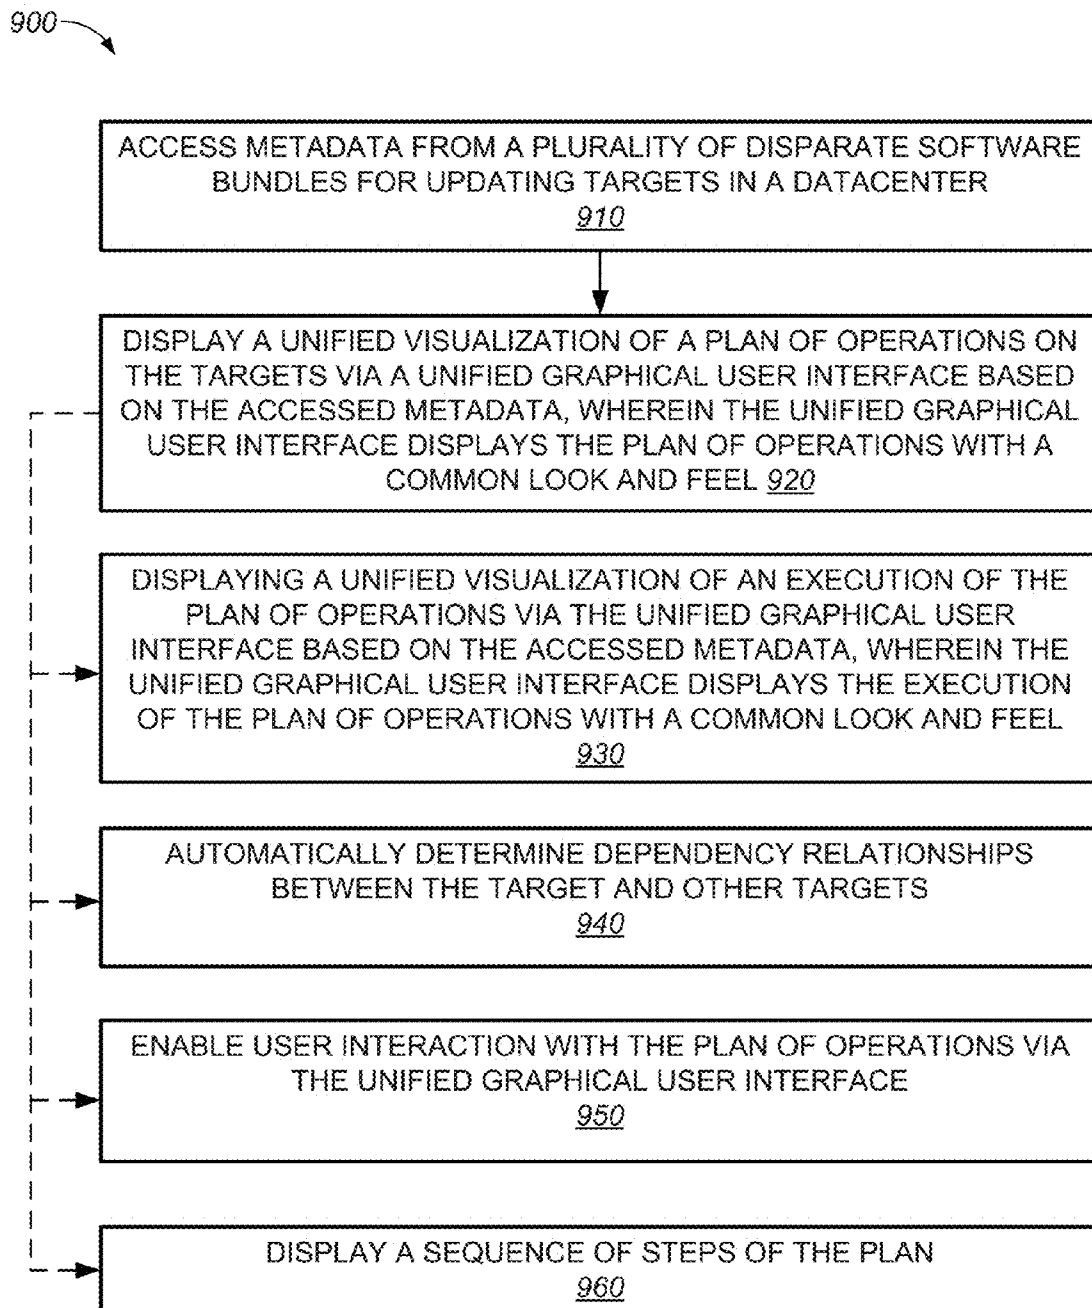 900
ACCESS METADATA FROM A PLURALITY OF DISPARATE SOFTWARE
BUNDLES FOR UPDATING TARGETS IN A DATACENTER
910
DISPLAY A UNIFIED VISUALIZATION OF A PLAN OF OPERATIONS ON
THE TARGETS VIA A UNIFIED GRAPHICAL USER INTERFACE BASED
ON THE ACCESSED METADATA, WHEREIN THE UNIFIED GRAPHICAL
USER INTERFACE DISPLAYS THE PLAN OF OPERATIONS WITH A
COMMON LOOK AND FEEL 920
DISPLAYING A UNIFIED VISUALIZATION OF AN EXECUTION OF THE
PLAN OF OPERATIONS VIA THE UNIFIED GRAPHICAL USER
INTERFACE BASED ON THE ACCESSED METADATA, WHEREIN THE
UNIFIED GRAPHICAL USER INTERFACE DISPLAYS THE EXECUTION
OF THE PLAN OF OPERATIONS WITH A COMMON LOOK AND FEEL
930
AUTOMATICALLY DETERMINE DEPENDENCY RELATIONSHIPS
BETWEEN THE TARGET AND OTHER TARGETS
940
ENABLE USER INTERACTION WITH THE PLAN OF OPERATIONS VIA
THE UNIFIED GRAPHICAL USER INTERFACE
950
DISPLAY A SEQUENCE OF STEPS OF THE PLAN
960